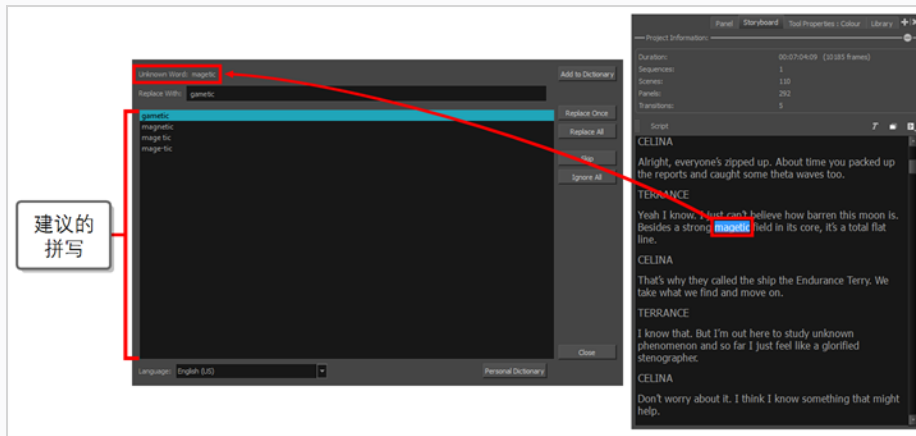 Panel Storyboard Tool Properties : Colour Library
Project Information:
Duration: 00:07:04:09 (10185 frames)
Sequences: 1
Scenes: 110
Panels: 292
Transitions: 5
Script
CELINA
Alright, everyone's zipped up. About time you packed up
the reports and caught some theta waves too.
TERRANCE
Yeah I know. I just can't believe how barren this moon is.
Besides a strong magetic field in its core, it's a total flat
line.
CELINA
That's why they called the ship the Endurance Terry. We
take what we find and move on.
TERRANCE
I know that. But I'm out here to study unknown
phenomenon and so far I just feel like a glorified
stenographer.
CELINA
Don't worry about it. I think I know something that might
help.
Unknown Word: magetic
Add to Dictionary
Replace With: gametic
gametic
magnetic
mage tic
mage-tic
Replace Once
Replace All
Skip
Ignore All
Close
Language: English (US)
Personal Dictionary
建议的
拼写